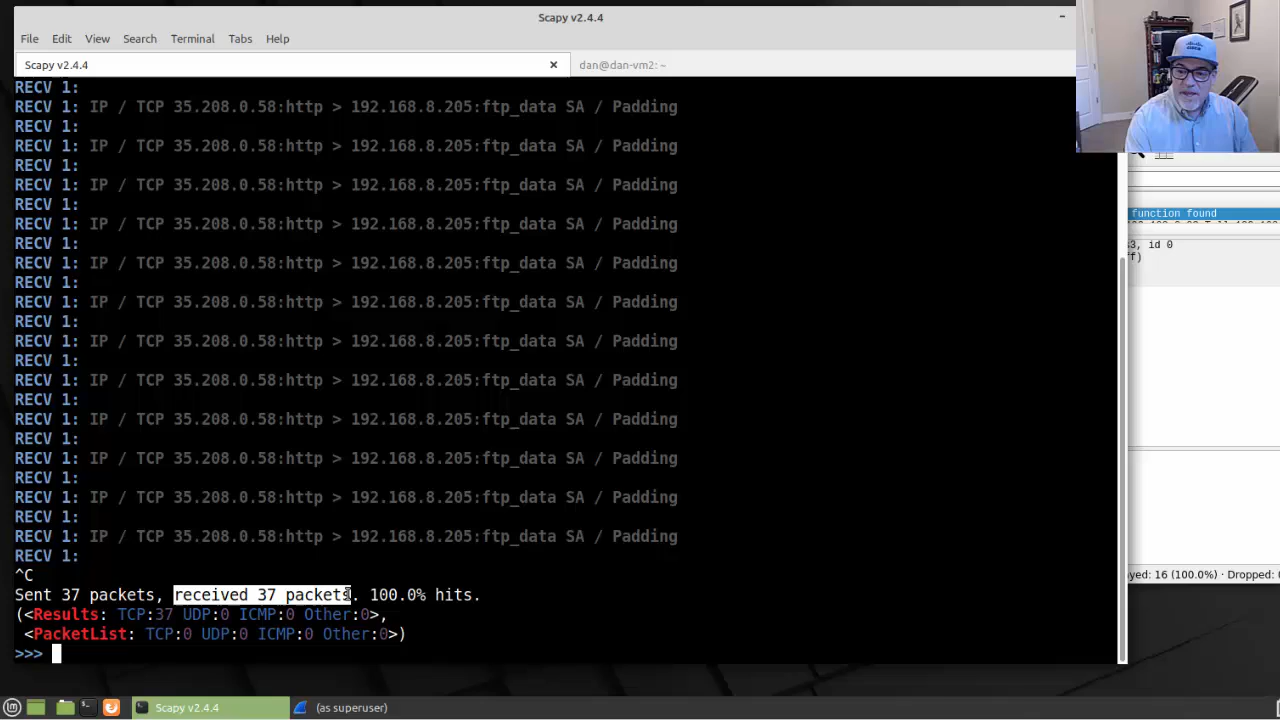 Scapy v2.4.4
File Edit View Search Terminal Tabs Help
Scapy v2.4.4
dan@dan-vm2: ~
RECV 1:
RECV 1: IP / TCP 35.208.0.58:http > 192.168.8.205:ftp_data SA / Padding
RECV 1:
RECV 1: IP / TCP 35.208.0.58:http > 192.168.8.205:ftp_data SA / Padding
RECV 1:
RECV 1: IP / TCP 35.208.0.58:http > 192.168.8.205:ftp_data SA / Padding
RECV 1:
RECV 1: IP / TCP 35.208.0.58:http > 192.168.8.205:ftp_data SA / Padding
RECV 1:
RECV 1: IP / TCP 35.208.0.58:http > 192.168.8.205:ftp_data SA / Padding
RECV 1:
RECV 1: IP / TCP 35.208.0.58:http > 192.168.8.205:ftp_data SA / Padding
RECV 1:
RECV 1: IP / TCP 35.208.0.58:http > 192.168.8.205:ftp_data SA / Padding
RECV 1:
RECV 1: IP / TCP 35.208.0.58:http > 192.168.8.205:ftp_data SA / Padding
RECV 1:
RECV 1: IP / TCP 35.208.0.58:http > 192.168.8.205:ftp_data SA / Padding
RECV 1:
RECV 1: IP / TCP 35.208.0.58:http > 192.168.8.205:ftp_data SA / Padding
RECV 1:
RECV 1: IP / TCP 35.208.0.58:http > 192.168.8.205:ftp_data SA / Padding
RECV 1:
RECV 1: IP / TCP 35.208.0.58:http > 192.168.8.205:ftp_data SA / Padding
RECV 1:
^C
Sent 37 packets, received 37 packets. 100.0% hits.
(<Results: TCP:37 UDP:0 ICMP:0 Other:0>,
<PacketList: TCP:0 UDP:0 ICMP:0 Other:0>)
>>>
function found
s3, id 0
ff)
yed: 16 (100.0%) · Dropped:
Scapy v2.4.4
(as superuser)